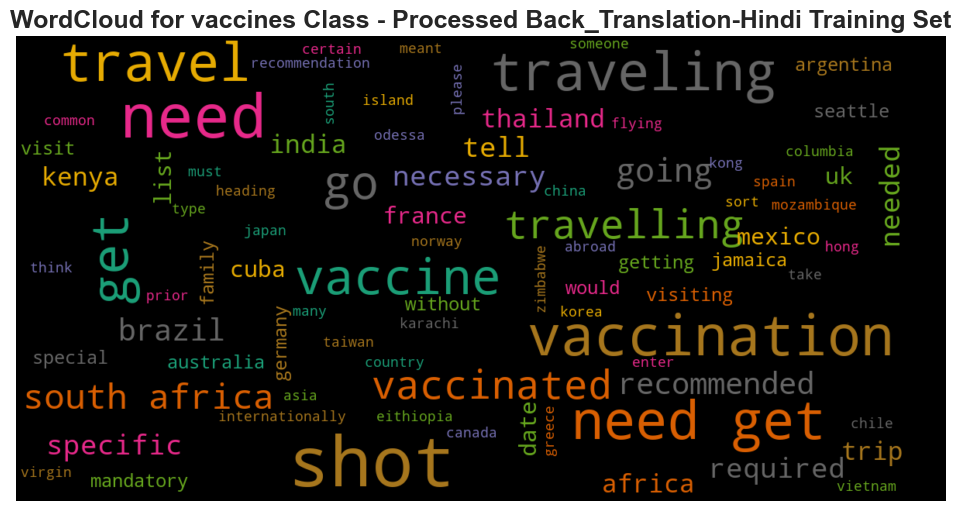 WordCloud for vaccines Class - Processed Back_Translation-Hindi Training Set
travel
certain
meant
someone
recommendation
traveling
argentina
need
south
island
please
seattle
common
thailand
flying
odessa
visit
india
tell
columbia
kenya
list
must
heading
go
necessary
going
kong
uk
needed
china
spain
type
france
sort
mozambique
get
japan
norway
travelling
mexico
hong
think
family
cuba
vaccine
abroad
zimbabwe
getting
jamaica
take
prior
without
would
visiting
many
korea
brazil
germany
karachi
vaccination
special
australia
taiwan
country
enter
south africa
asia
vaccinated
recommended
internationally
eithiopia
date
greece
need get
chile
specific
shot
canada
trip
virgin
mandatory
required
africa
vietnam